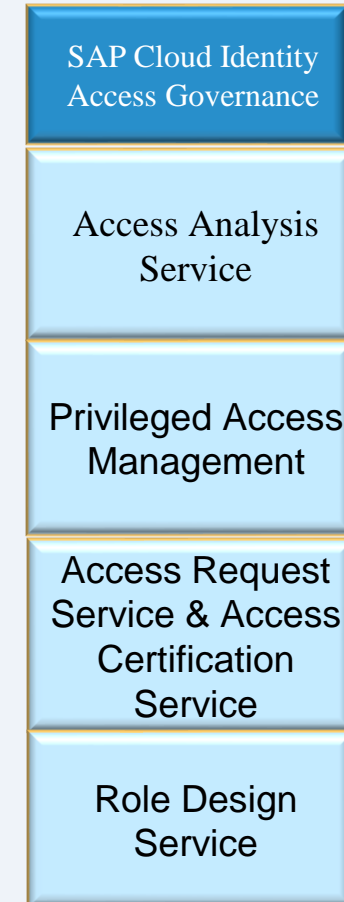 SAP Cloud Identity
Access Governance
Access Analysis
Service
Privileged Access
Management
Access Request
Service & Access
Certification
Service
Role Design
Service